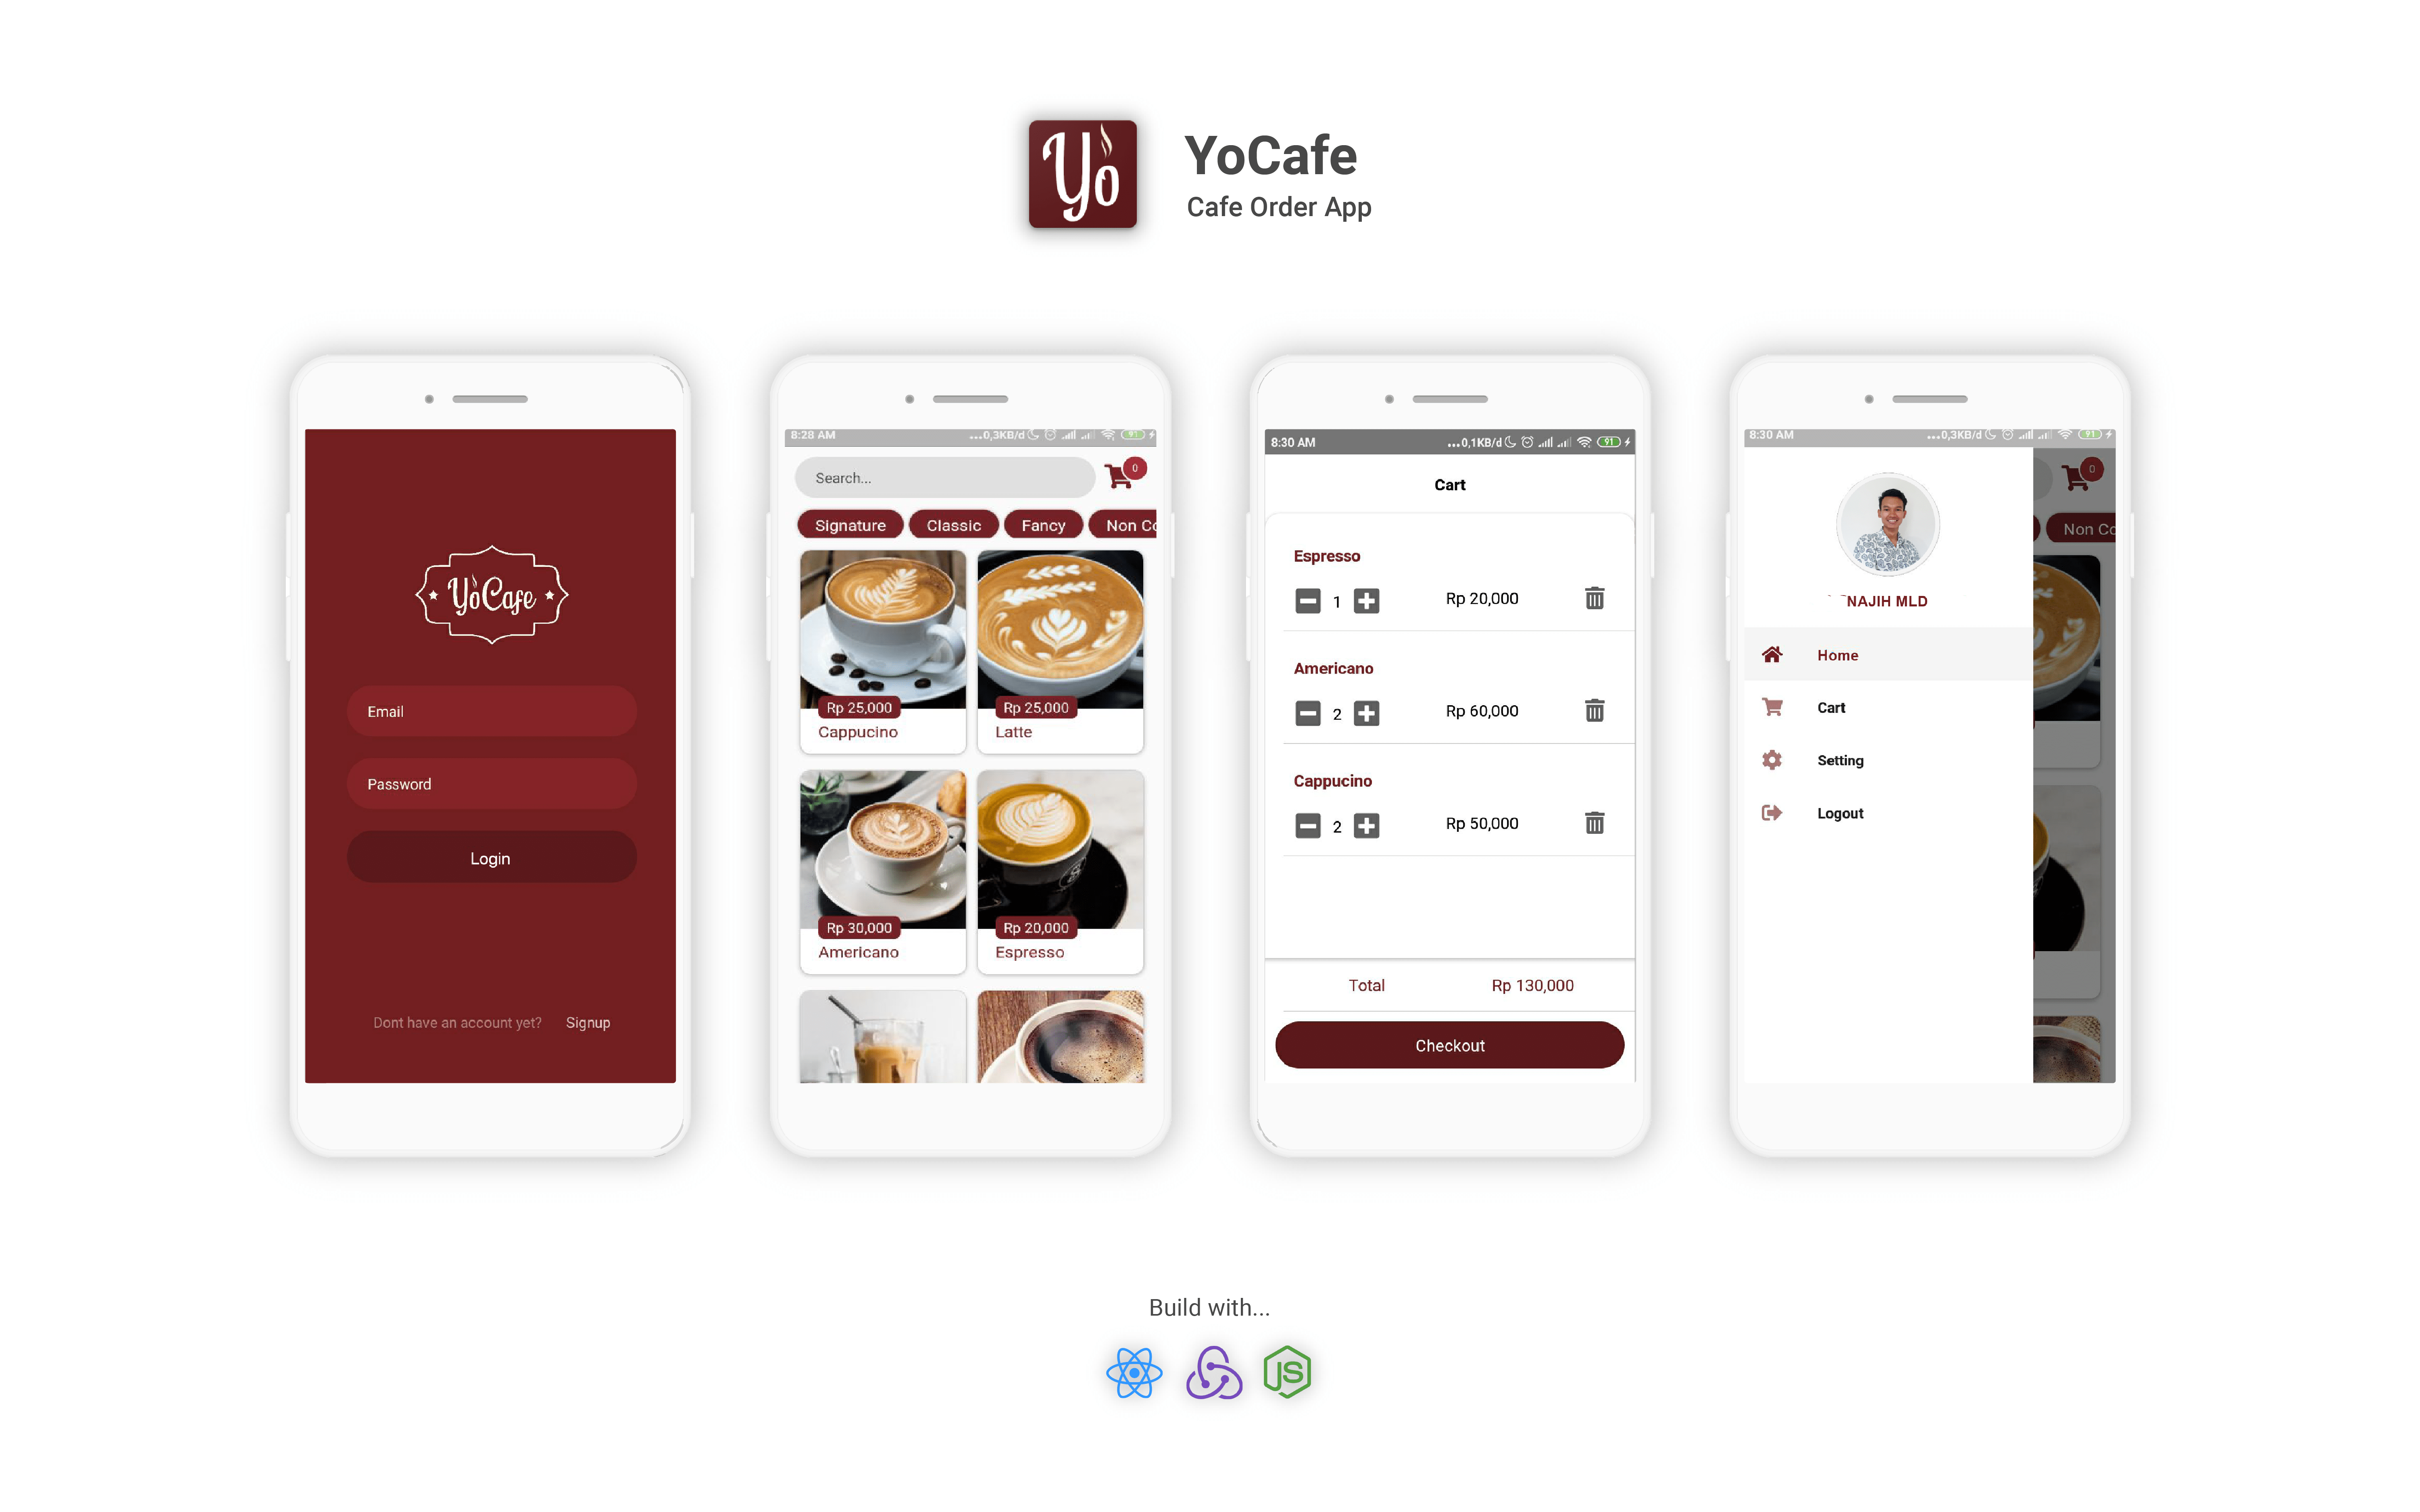 Yo
YoCafe
Cafe Order App
YoCafe
Email
Password
Login
Dont have an account yet? Signup
8:28 AM ...0,3KB/d 91
Search... 0
Signature Classic Fancy Non Co
Rp 25,000 Rp 25,000
Cappucino Latte
Rp 30,000 Rp 20,000
Americano Espresso
8:30 AM ...0,1KB/d 91
Cart
Espresso
1 Rp 20,000
Americano
2 Rp 60,000
Cappucino
2 Rp 50,000
Total Rp 130,000
Checkout
8:30 AM ...0,3KB/d 91
0
Non Co
NAJIH MLD
Home
Cart
Setting
Logout
Build with...
JS